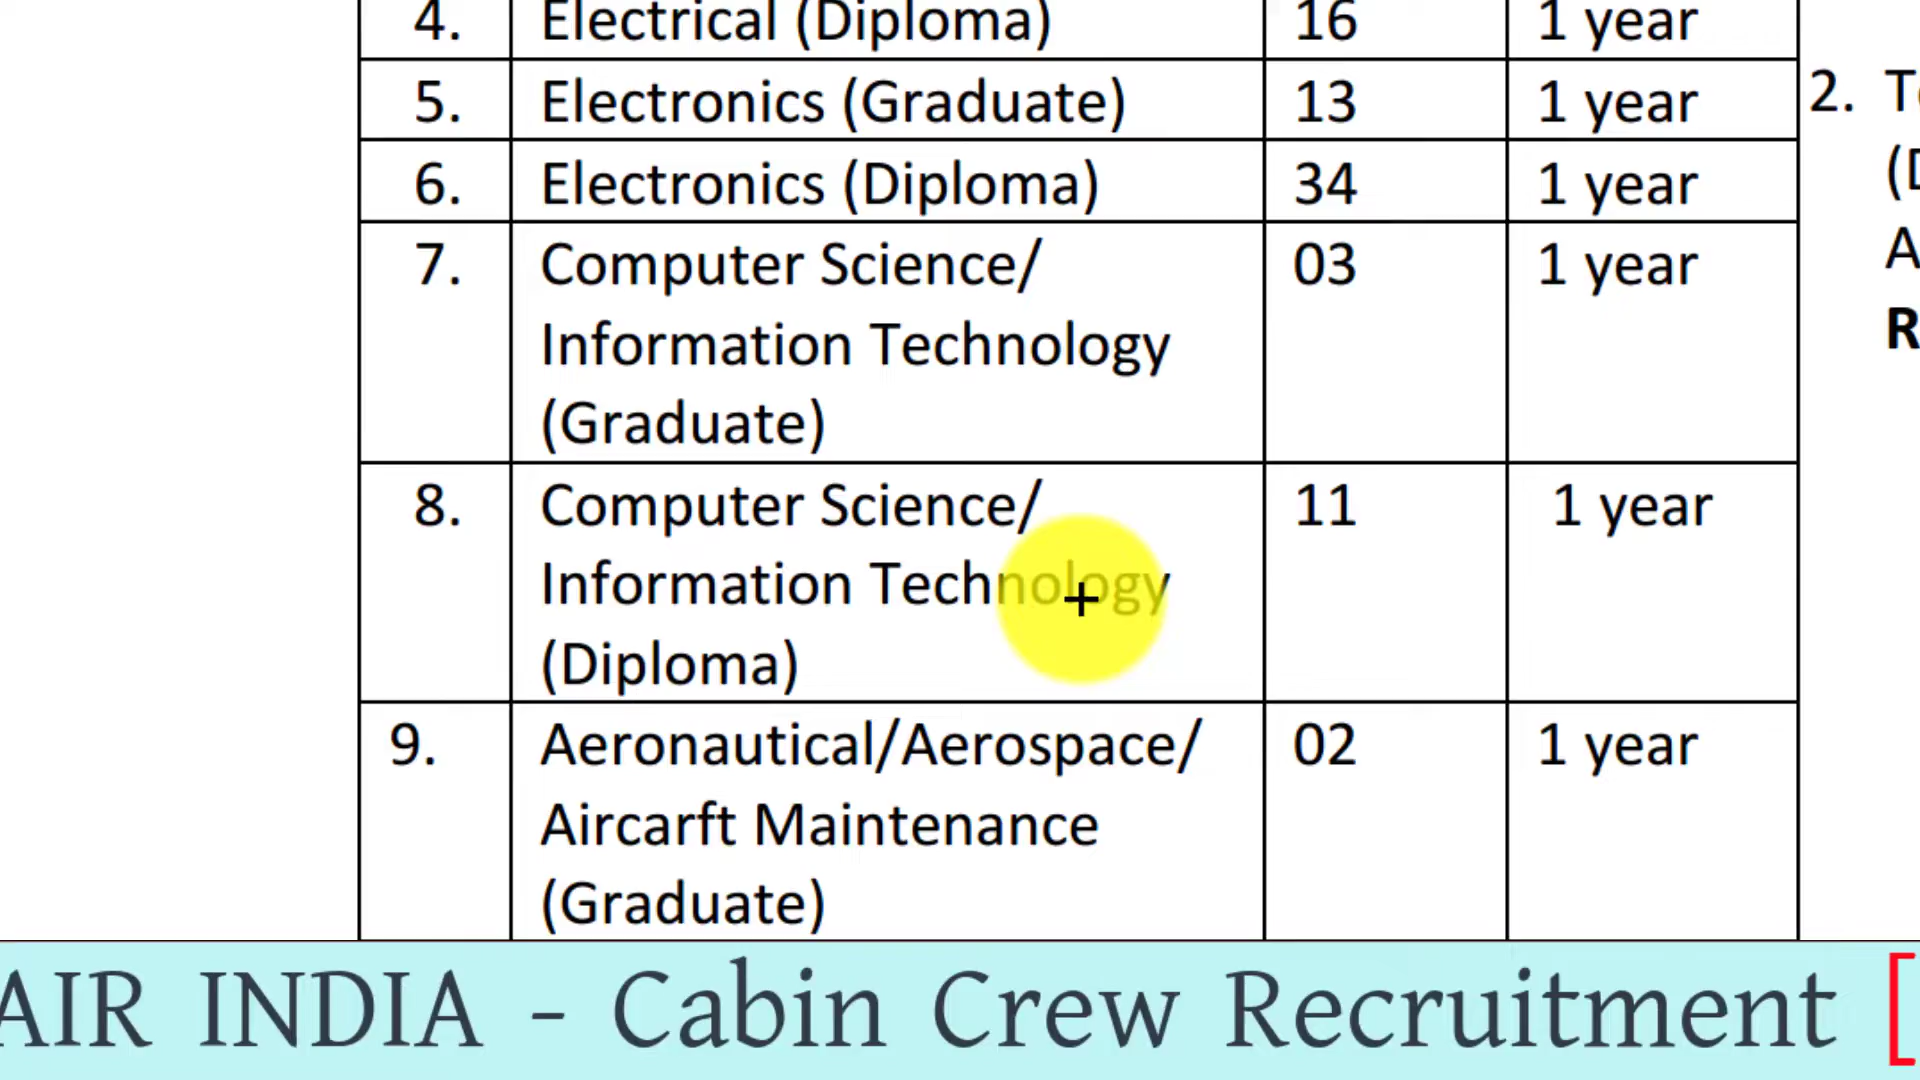 4. Electrical (Diploma) 16 1 year
5. Electronics (Graduate) 13 1 year
6. Electronics (Diploma) 34 1 year
7. Computer Science/ 03 1 year
Information Technology
(Graduate)
8. Computer Science/ 11 1 year
Information Technology
(Diploma)
9. Aeronautical/Aerospace/ 02 1 year
Aircarft Maintenance
(Graduate)
2.
R
AIR INDIA - Cabin Crew Recruitment [